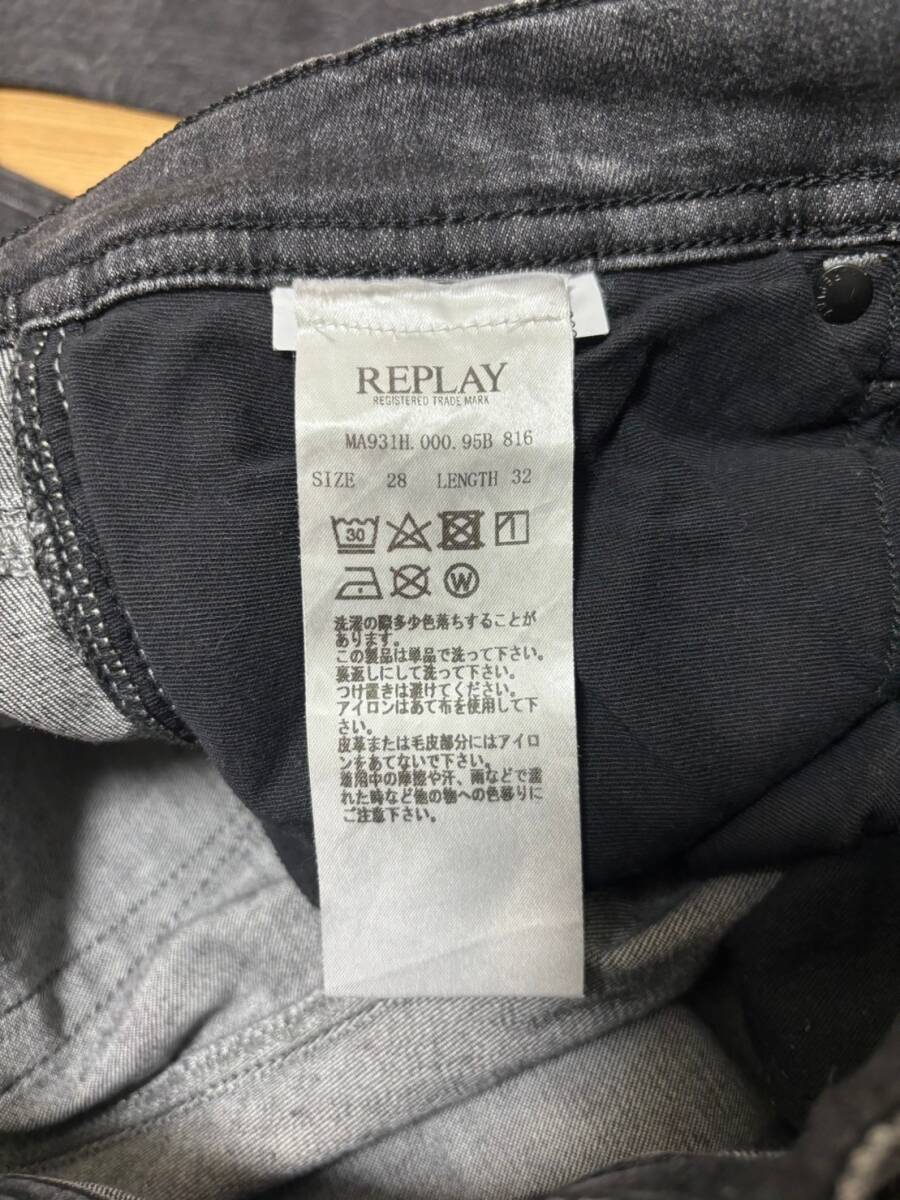 REPLAY
REGISTERED TRADE MARK
MA931H.000.95B 816
SIZE 28 LENGTH 32
30
W
洗濯の際多少色落ちすることが
あります。
この製品は単品で洗って下さい。
裏返しにして洗って下さい。
つけ置きは避けてください。
アイロンはあて布を使用して下
さい。
皮革または毛皮部分にはアイロ
ンをあてないで下さい。
着用中の摩擦や汗、雨などで濡
れた時など他の物への色移りに
ご注意下さい。